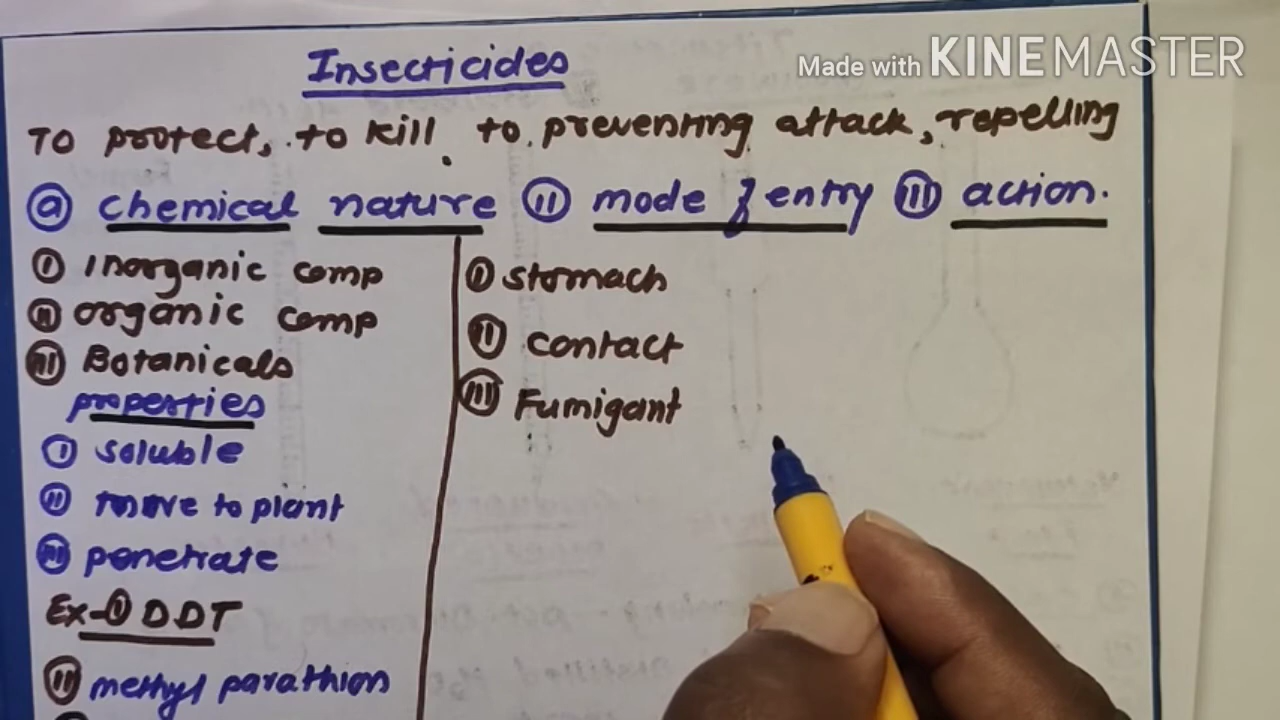 Made with KINEMASTER
Insecticides
To protect, to kill, to preventing attack, repelling
ⓐ chemical nature ⓘⓘ mode of entry ⓘⓘⓘ action.
ⓘ Inorganic comp
ⓘⓘ organic comp
ⓘⓘⓘ Botanicals
properties
ⓘ soluble
ⓘⓘ move to plant
ⓘⓘⓘ penetrate
Ex-ⓘ DDT
ⓘⓘ methyl parathion
ⓘ stomach
ⓘⓘ contact
ⓘⓘⓘ Fumigant